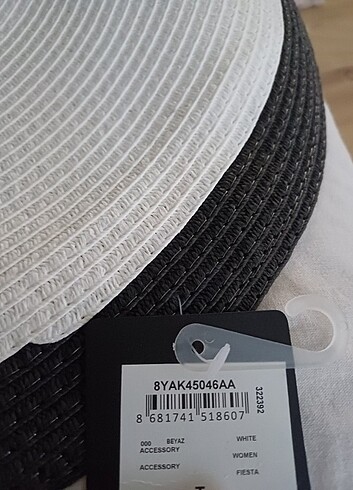 8YAK45046AA
322392
8 681741 518607
000 BEYAZ WHITE
ACCESSORY WOMEN
ACCESSORY FIESTA